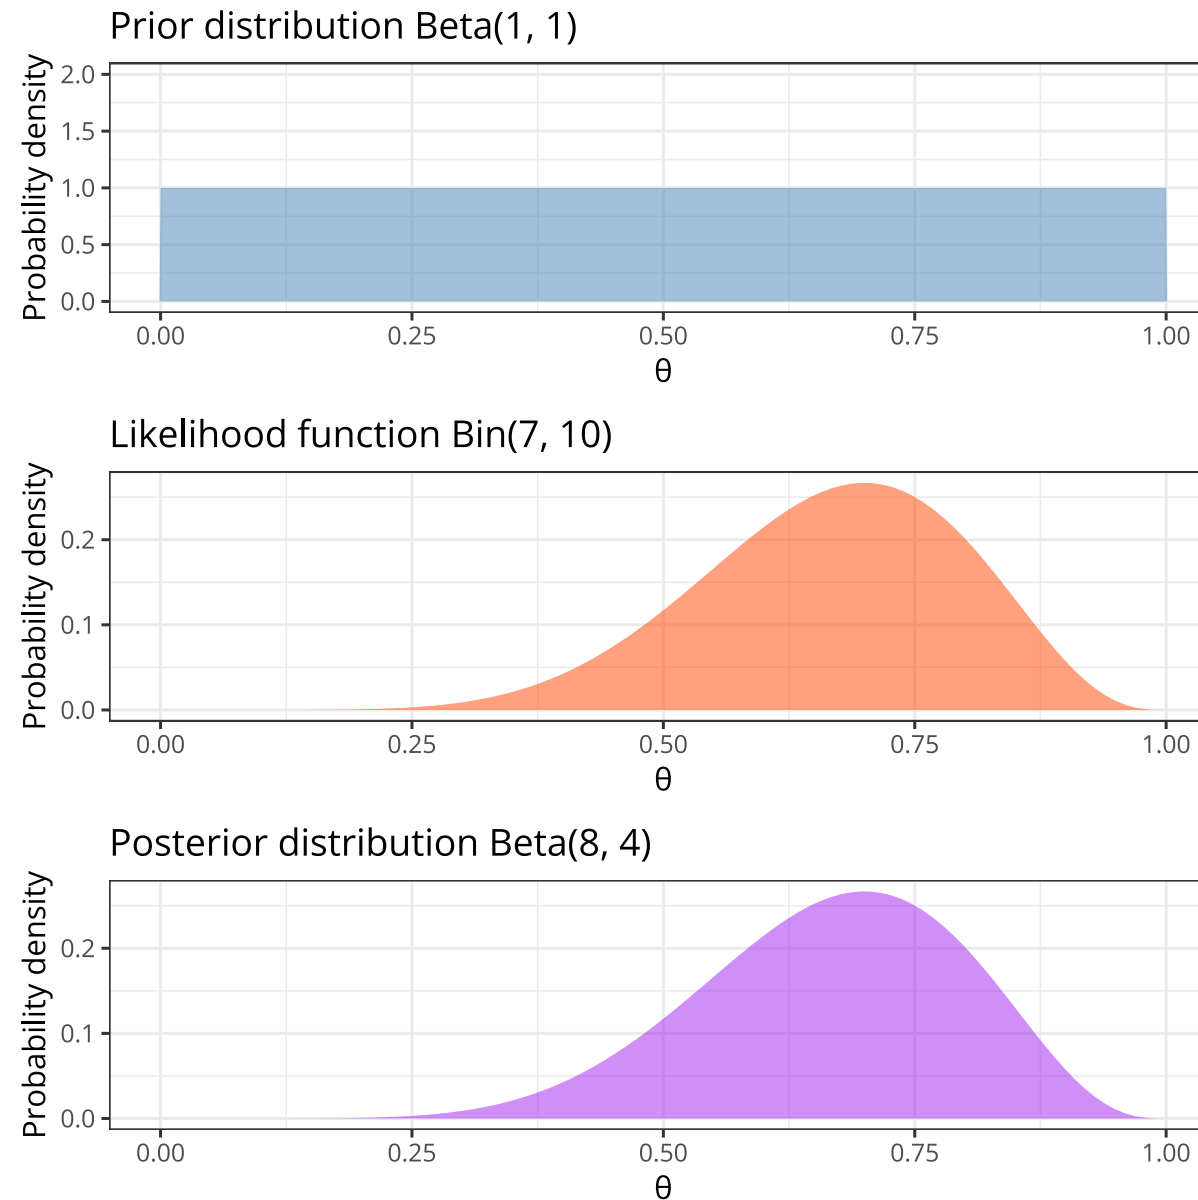 Prior distribution Beta(1, 1)
Probability density
2.0
1.5
1.0
0.5
0.0
0.00 0.25 0.50 0.75 1.00
θ
Likelihood function Bin(7, 10)
Probability density
0.2
0.1
0.0
0.00 0.25 0.50 0.75 1.00
θ
Posterior distribution Beta(8, 4)
Probability density
0.2
0.1
0.0
0.00 0.25 0.50 0.75 1.00
θ